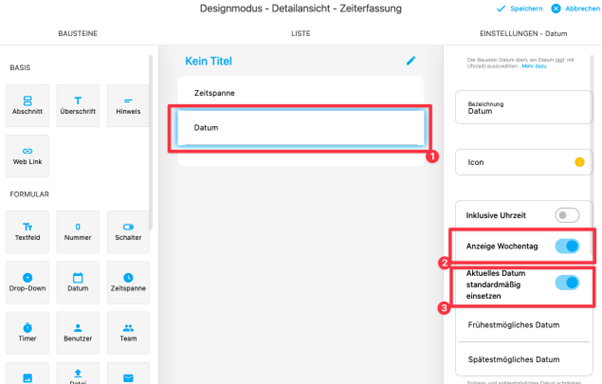 Designmodus - Detailansicht - Zeiterfassung
Speichern
Abbrechen
BAUSTEINE
LISTE
EINSTELLUNGEN - Datum
BASIS
Abschnitt
Überschrift
Hinweis
Web Link
FORMULAR
Textfeld
0
Nummer
Schalter
Drop-Down
Datum
Zeitspanne
Timer
Benutzer
Team
Datei
Kein Titel
Zeitspanne
Datum
1
Der Baustein Datum dient, ein Datum (ggf. mit
Uhrzeit) auszuwählen. Mehr dazu
Bezeichnung
Datum
Icon
Inklusive Uhrzeit
Anzeige Wochentag
2
Aktuelles Datum
standardmäßig
einsetzen
3
Frühestmögliches Datum
Spätestmögliches Datum